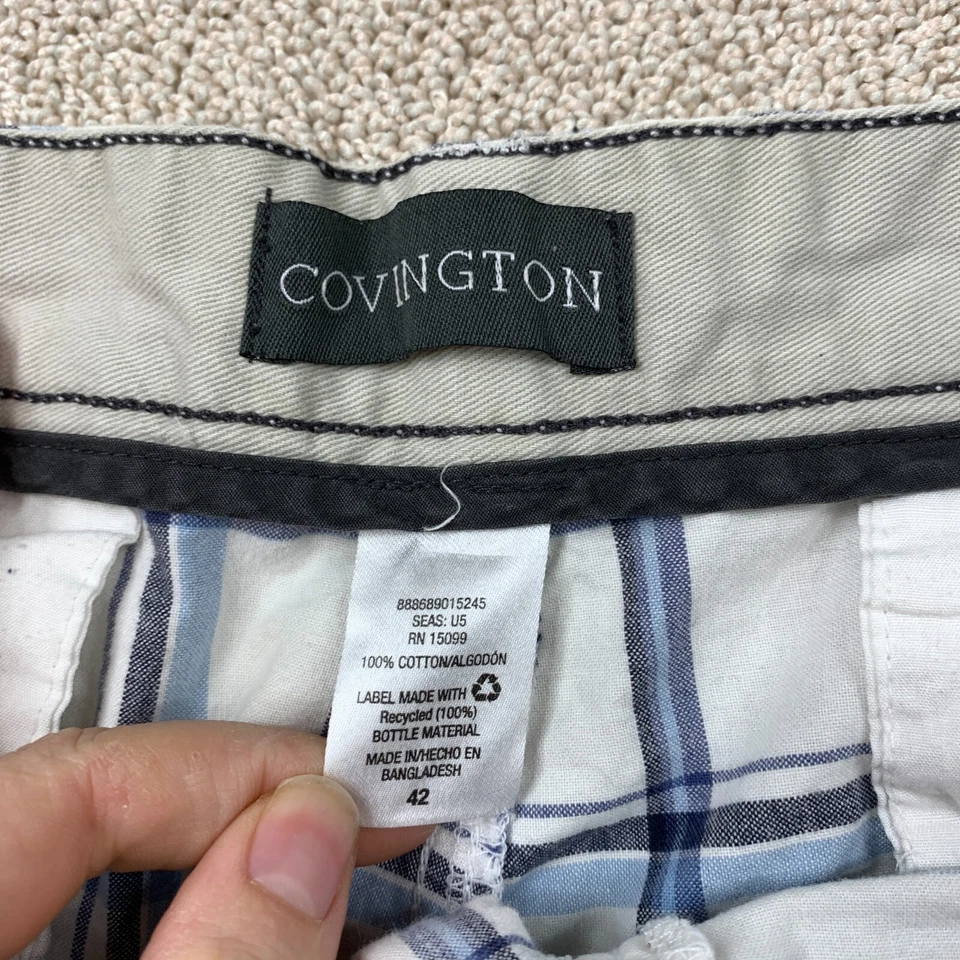 COVINGTON
888689015245
SEAS: U5
RN 15099
100% COTTON/ALGODÓN
LABEL MADE WITH
Recycled (100%)
BOTTLE MATERIAL
MADE IN/HECHO EN
BANGLADESH
42